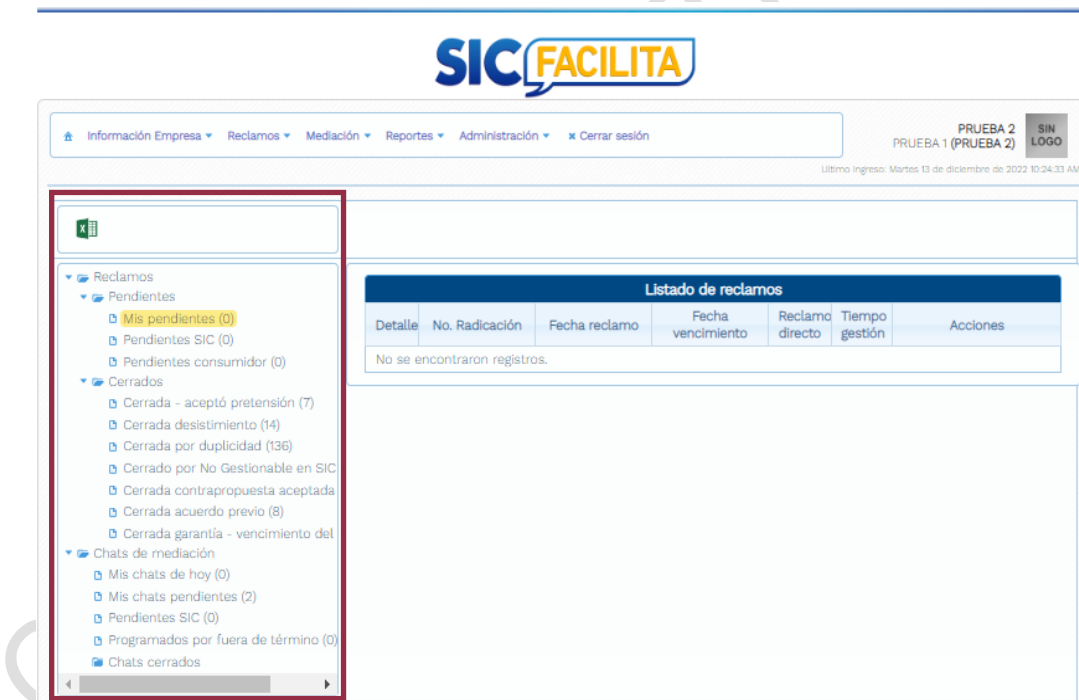 SIC FACILITA
Información Empresa Reclamos Mediación Reportes Administración Cerrar sesión
PRUEBA 2
PRUEBA 1 (PRUEBA 2)
SIN
LOGO
Ultimo Ingreso: Martes 13 de diciembre de 2022 10:24:33 AM
Reclamos
Pendientes
Mis pendientes (0)
Pendientes SIC (0)
Pendientes consumidor (0)
Cerrados
Cerrada - aceptó pretensión (7)
Cerrada desistimiento (14)
Cerrada por duplicidad (136)
Cerrado por No Gestionable en SIC
Cerrada contrapropuesta aceptada
Cerrada acuerdo previo (8)
Cerrada garantía - vencimiento del
Chats de mediación
Mis chats de hoy (0)
Mis chats pendientes (2)
Pendientes SIC (0)
Programados por fuera de término (0)
Chats cerrados
Listado de reclamos
Detalle No. Radicación Fecha reclamo Fecha vencimiento Reclamo directo Tiempo gestión Acciones
No se encontraron registros.